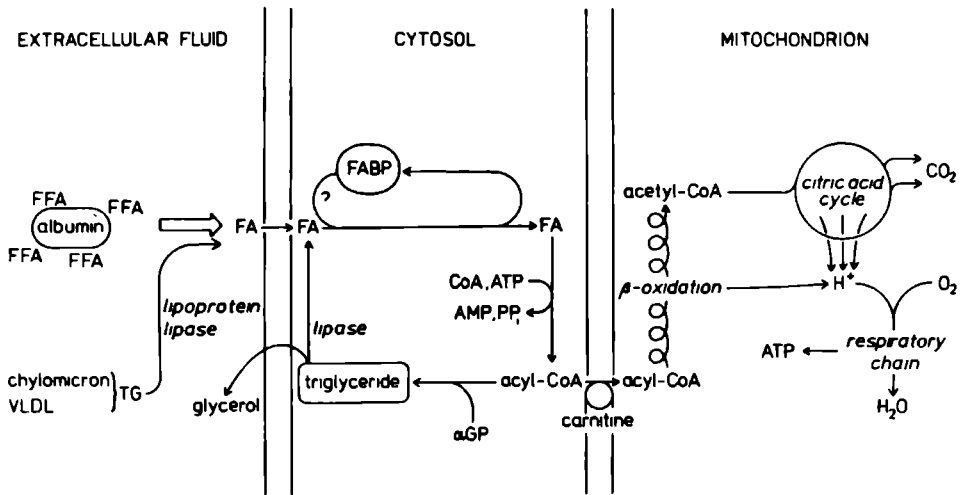 EXTRACELLULAR FLUID
CYTOSOL
MITOCHONDRION
FABP
?
FFA
FFA
albumin
FFA
FFA
FA
FA
FA
acetyl-CoA
citric acid
cycle
CO2
CoA, ATP
AMP, PPi
β-oxidation
H+
O2
lipoprotein
lipase
lipase
ATP
respiratory
chain
chylomicron
VLDL
} TG
glycerol
triglyceride
acyl-CoA
acyl-CoA
carnitine
αGP
H2O